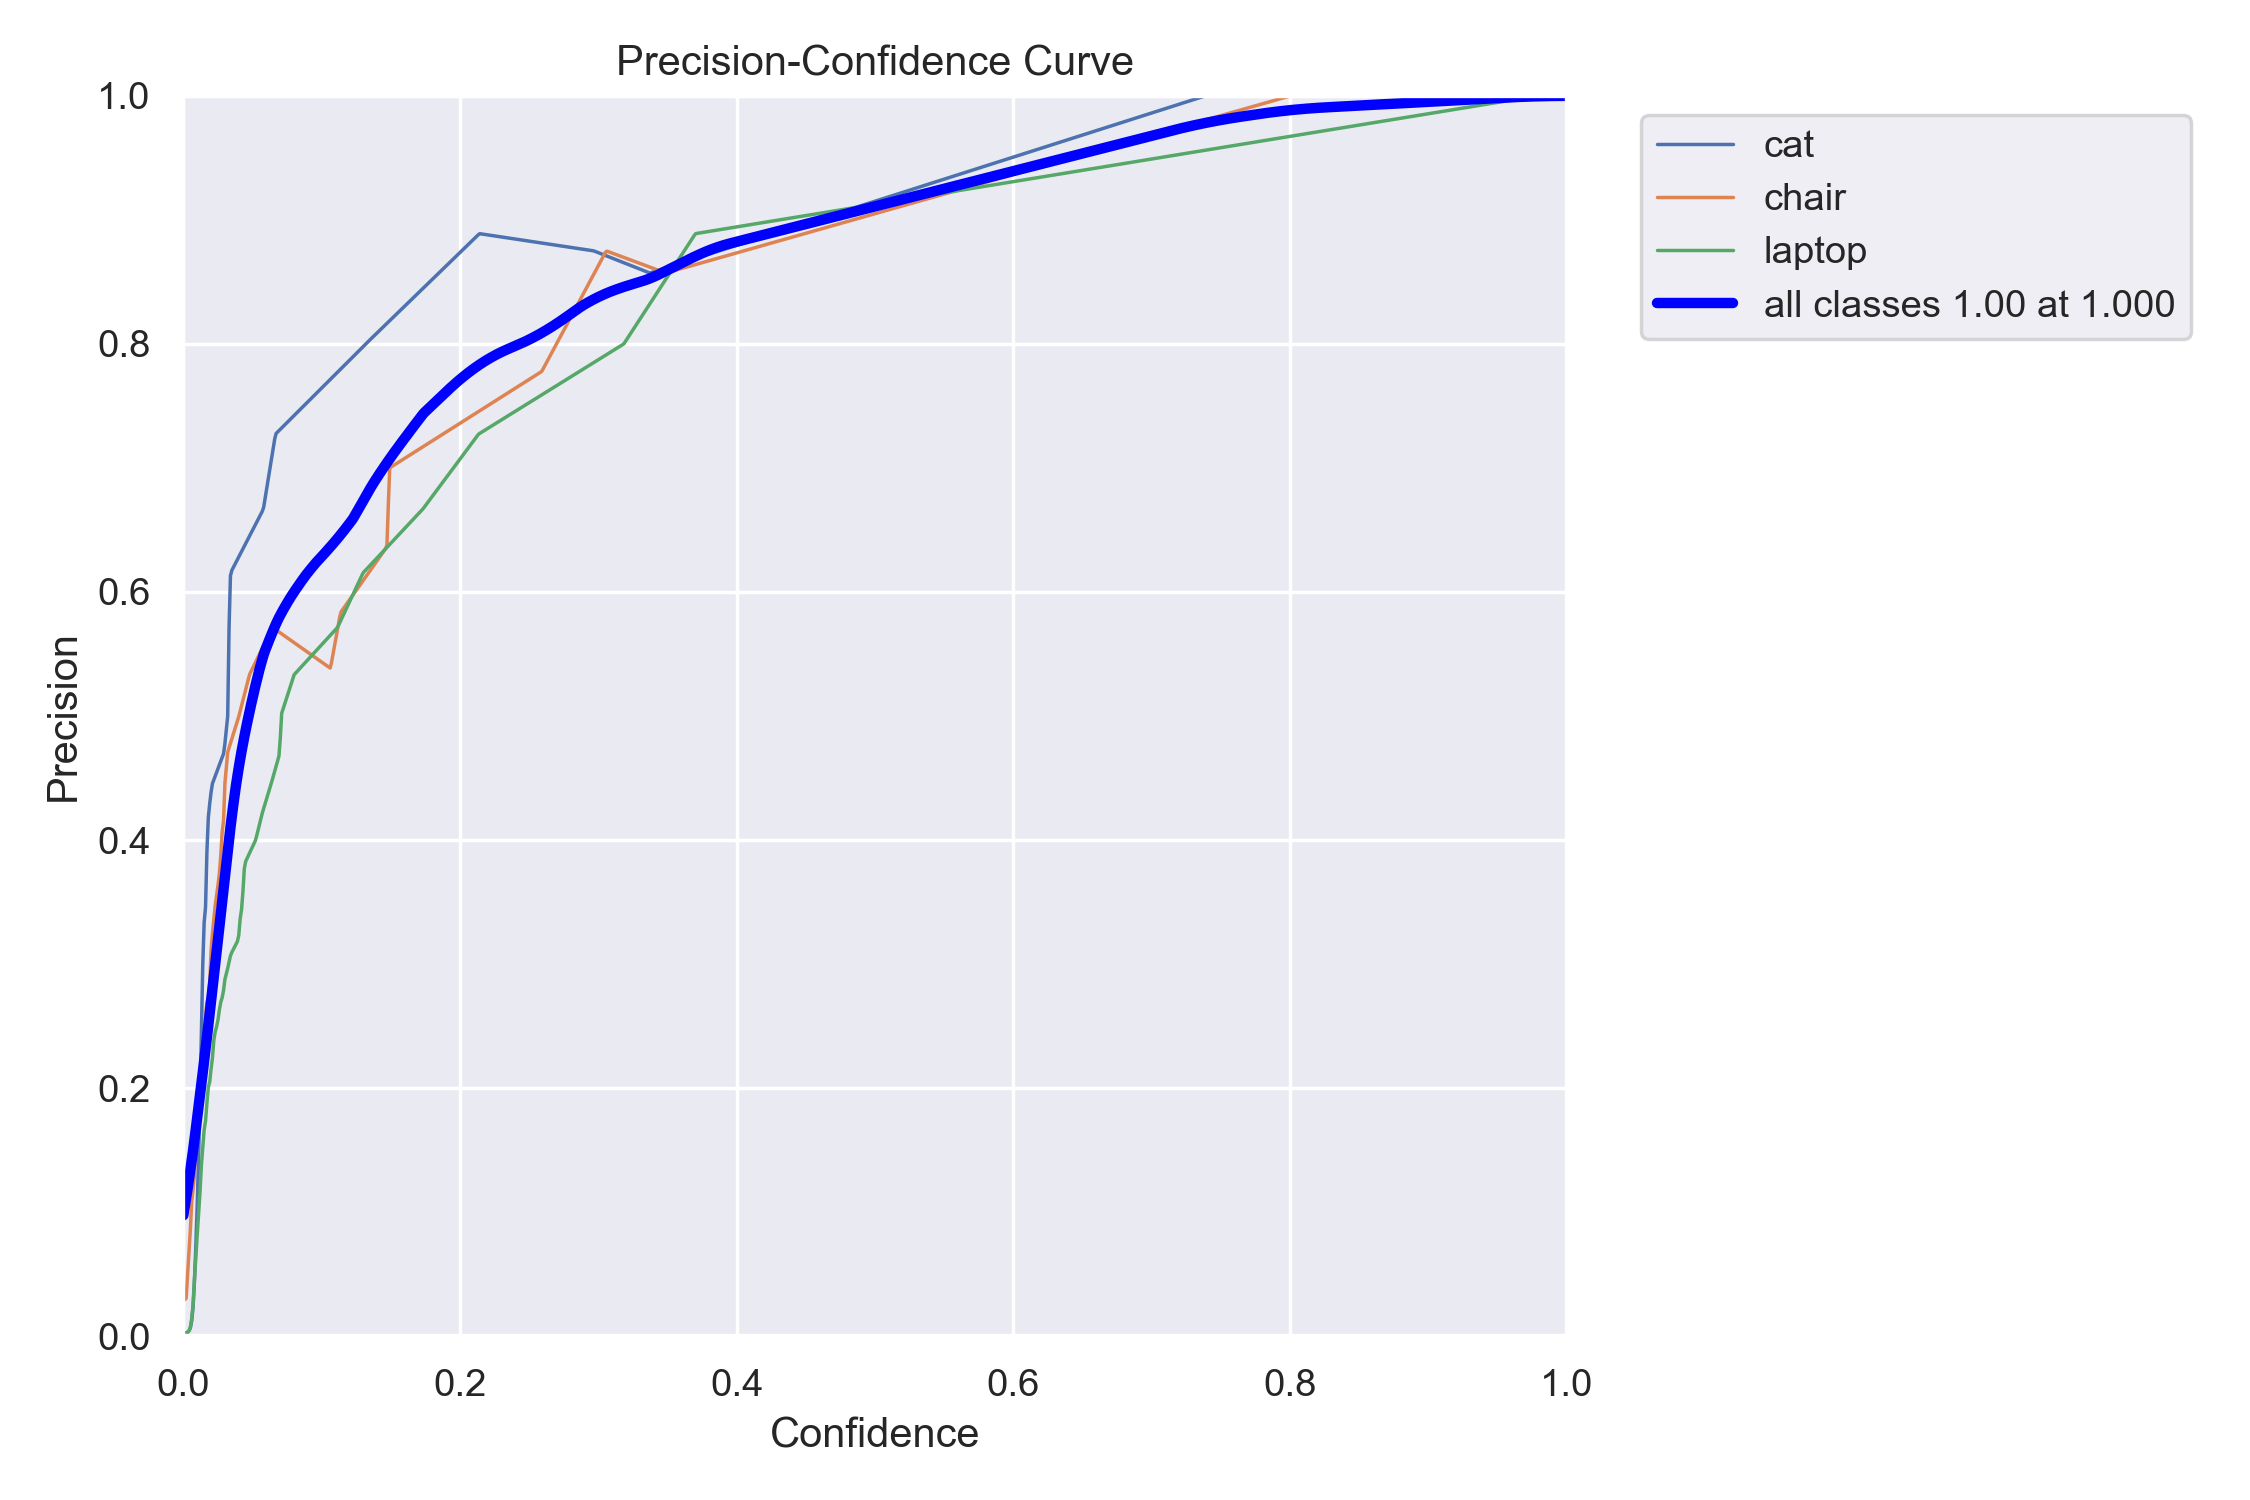 Precision-Confidence Curve
1.0
0.8
0.6
0.4
0.2
0.0
Precision
0.0 0.2 0.4 0.6 0.8 1.0
Confidence
cat
chair
laptop
all classes 1.00 at 1.000